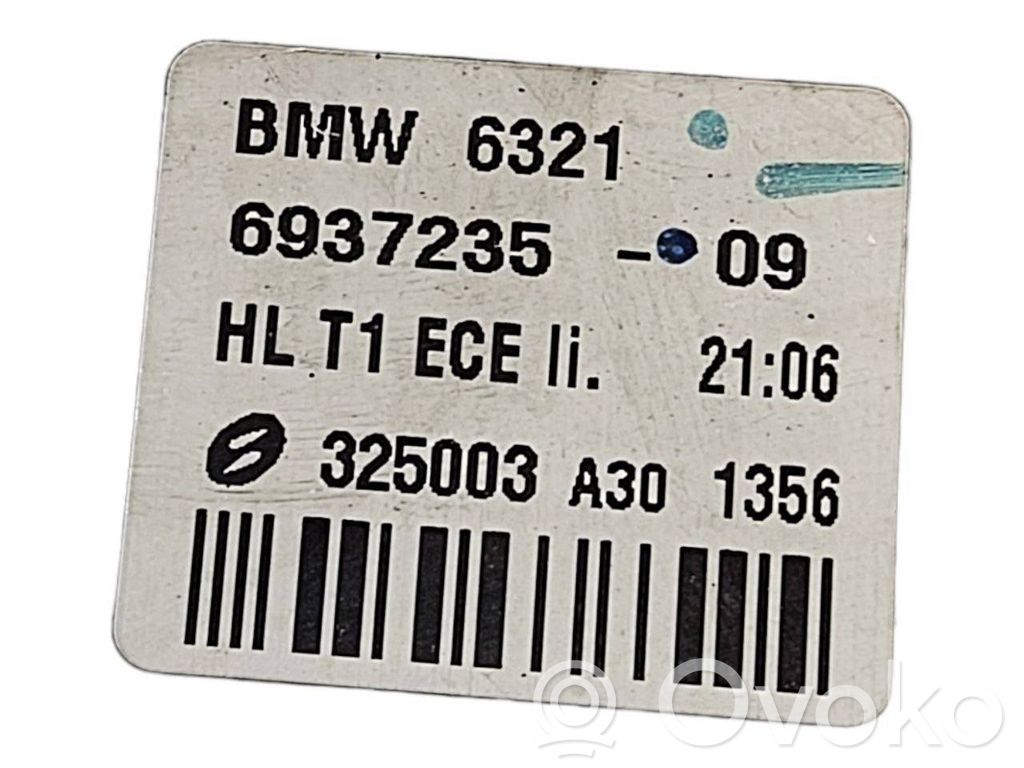 BMW 6321
6937235 - 09
HL T1 ECE li. 21:06
325003 A30 1356
Ovoko